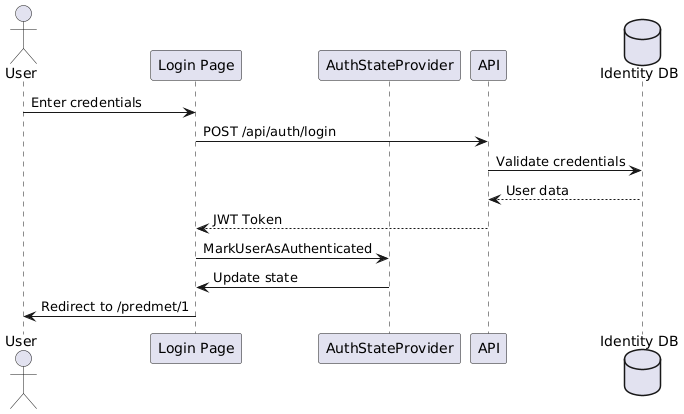 User
Login Page
AuthStateProvider
API
Identity DB
Enter credentials
POST /api/auth/login
Validate credentials
User data
JWT Token
MarkUserAsAuthenticated
Update state
Redirect to /predmet/1
User
Login Page
AuthStateProvider
API
Identity DB